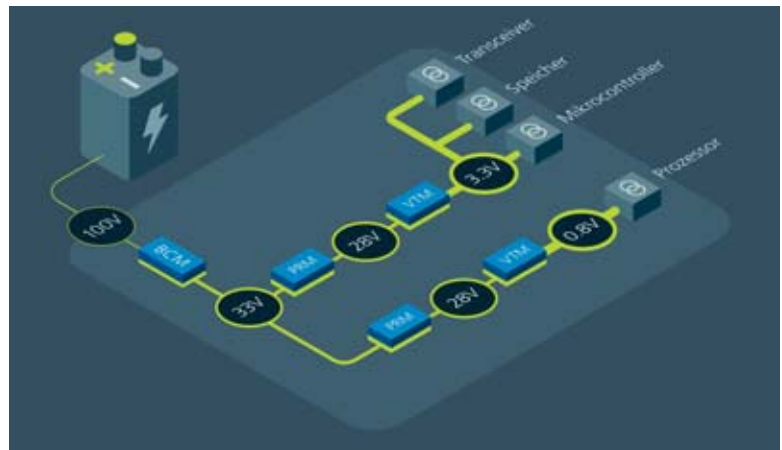 Transceiver
Speicher
Mikrocontroller
Prozessor
+
−
100V
BCM
33V
PRM
28V
VTM
3.3V
PRM
28V
VTM
0.8V